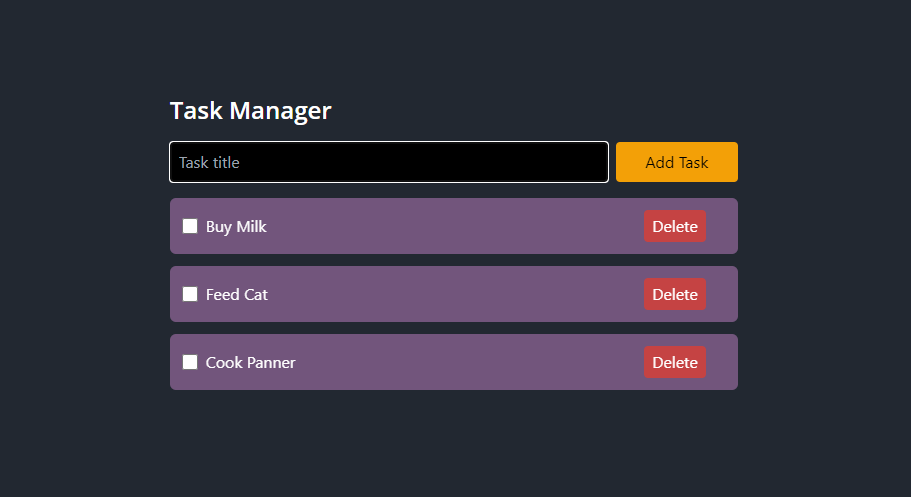 Task Manager
Task title
Add Task
Buy Milk
Delete
Feed Cat
Delete
Cook Panner
Delete